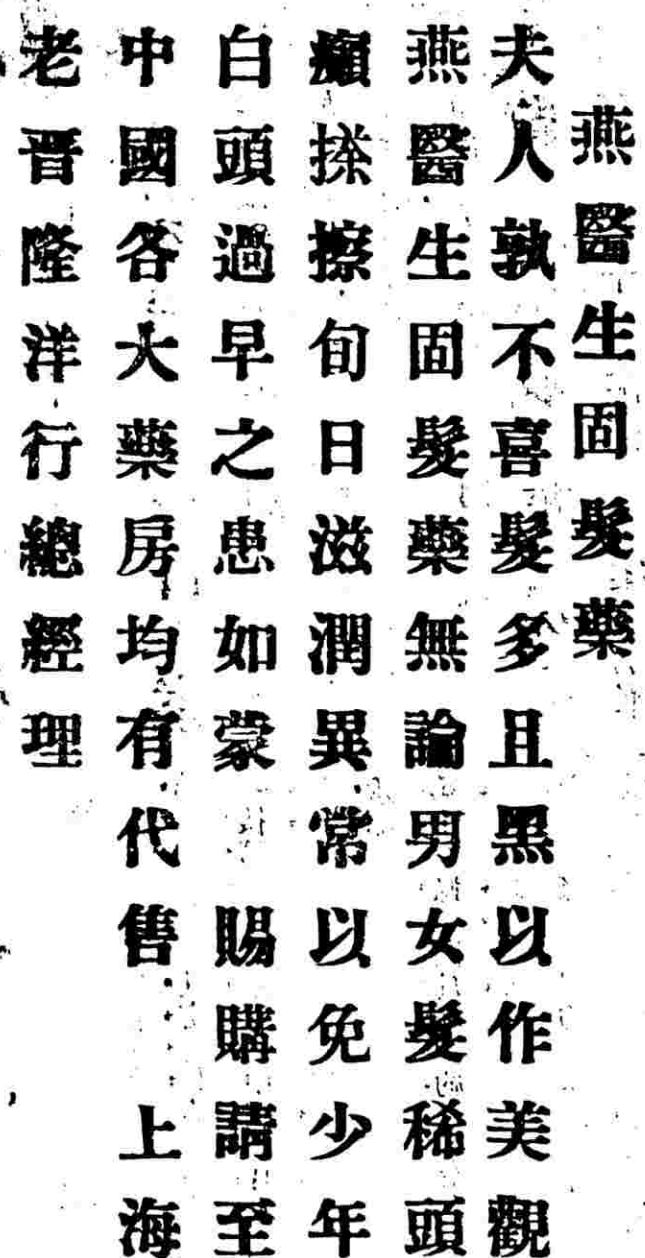 燕醫生固髮藥
夫人孰不喜髮多且黑以作美觀
燕醫生固髮藥無論男女髮稀頭
癩搽擦旬日滋潤異常以免少年
白頭過早之患如蒙 賜購請至
中國各大藥房均有代售 上海
老晋隆洋行總經理